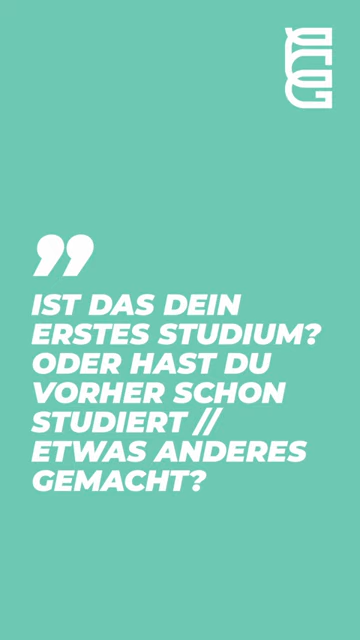 ”
IST DAS DEIN
ERSTES STUDIUM?
ODER HAST DU
VORHER SCHON
STUDIERT //
ETWAS ANDERES
GEMACHT?